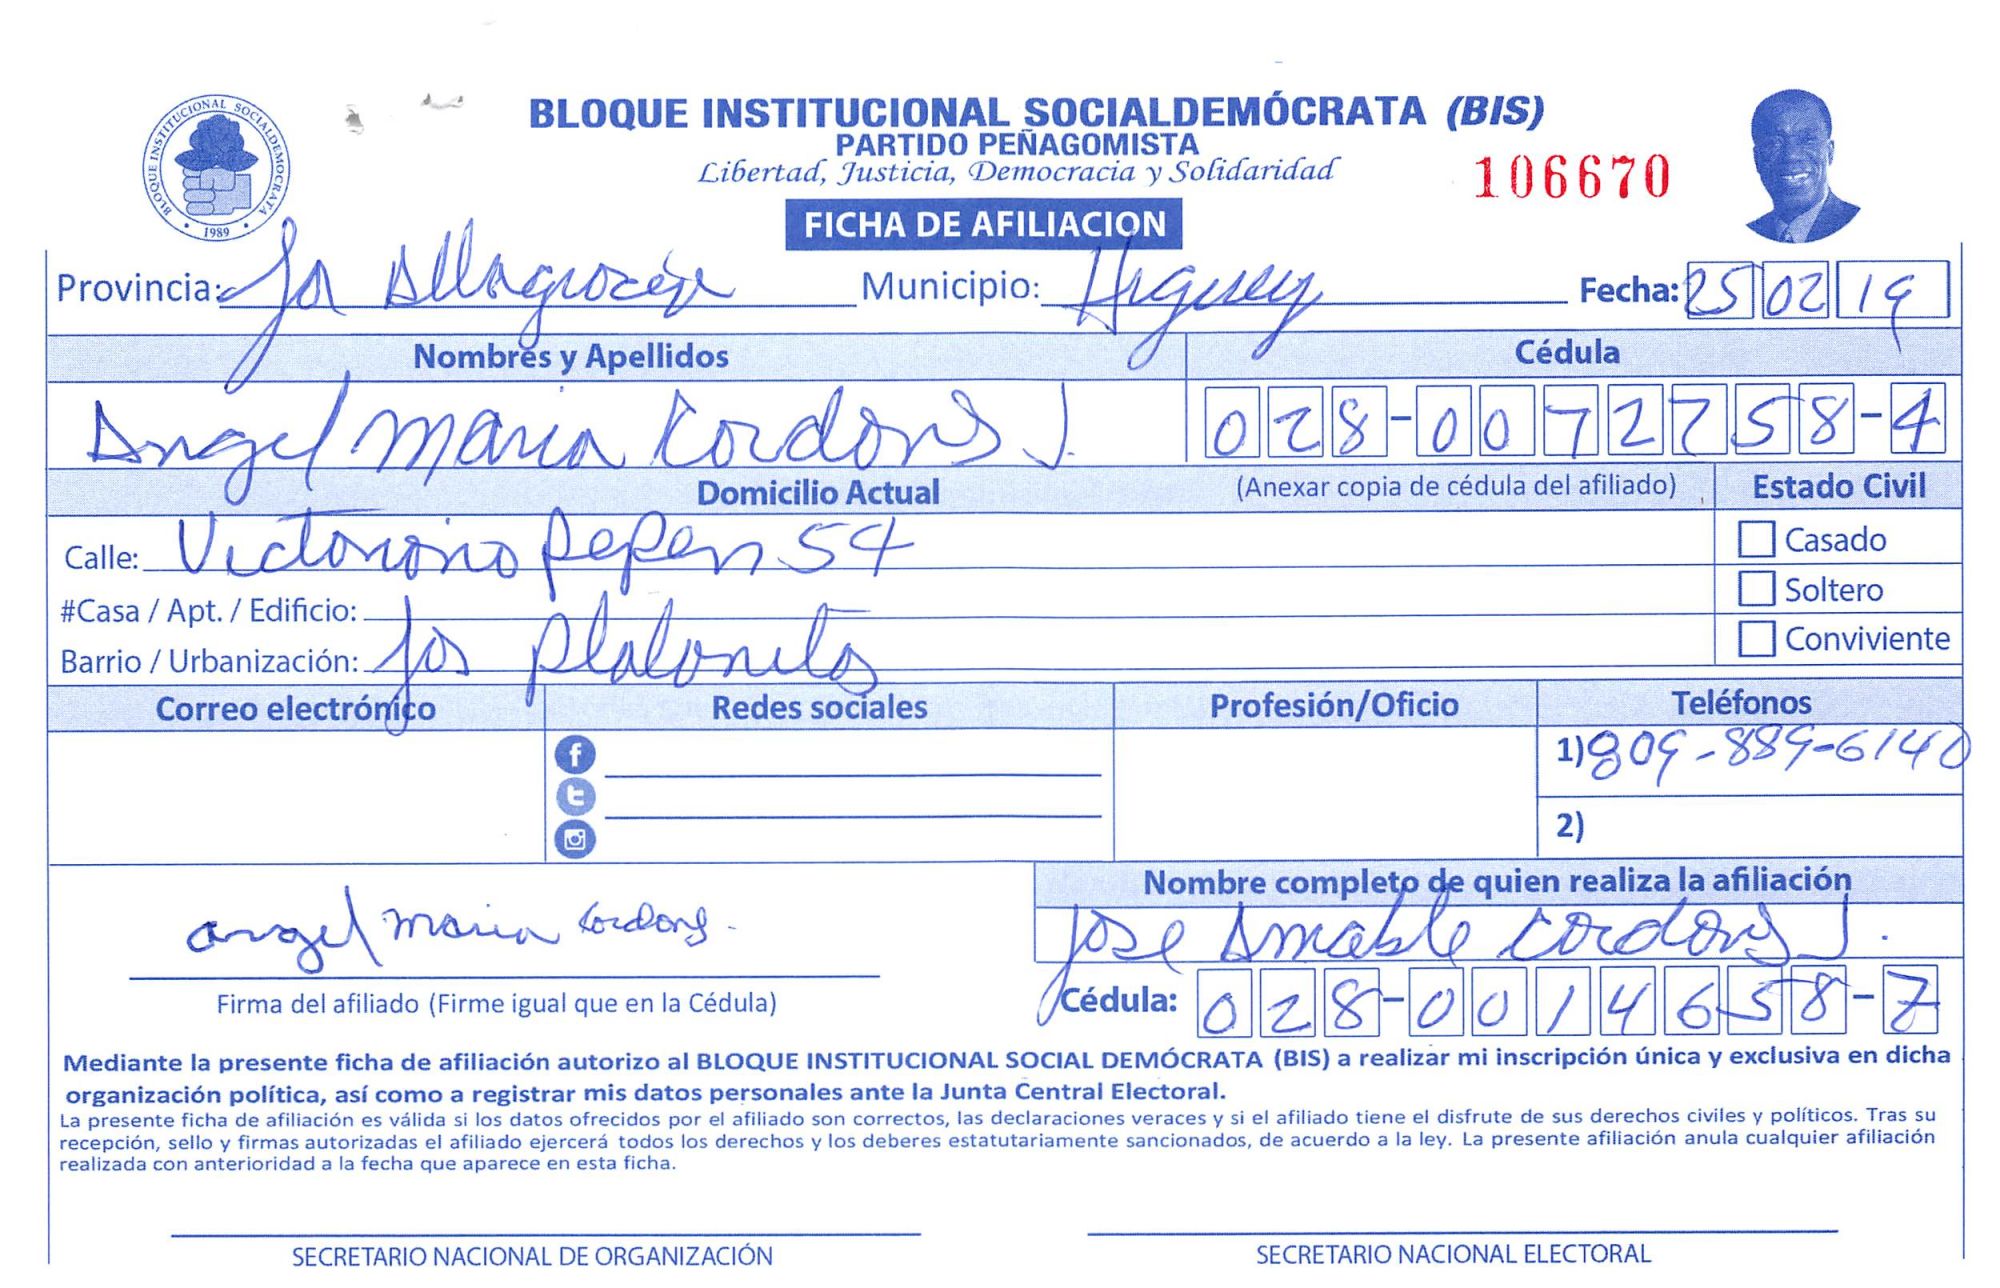 BLOQUE INSTITUCIONAL SOCIALDEMOCRATA
1989
BLOQUE INSTITUCIONAL SOCIALDEMÓCRATA (BIS)
PARTIDO PEÑAGOMISTA
Libertad, Justicia, Democracia y Solidaridad
106670
FICHA DE AFILIACION
Provincia: La Altagracia Municipio: Higuey Fecha: 25 02 19
Nombres y Apellidos Cédula
Angel Maria Cordons J. 028-0072258-4
Domicilio Actual (Anexar copia de cédula del afiliado) Estado Civil
Calle: Victoriono Pepen 54 Casado
#Casa / Apt. / Edificio: Soltero
Barrio / Urbanización: Los Platonitos Conviviente
Correo electrónico Redes sociales Profesión/Oficio Teléfonos
1) 809-889-6140
2)
Nombre completo de quien realiza la afiliación
angel maria Cordons. Jose Amable Cordons J.
Firma del afiliado (Firme igual que en la Cédula) Cédula: 028-0014658-7
Mediante la presente ficha de afiliación autorizo al BLOQUE INSTITUCIONAL SOCIAL DEMÓCRATA (BIS) a realizar mi inscripción única y exclusiva en dicha
organización política, así como a registrar mis datos personales ante la Junta Central Electoral.
La presente ficha de afiliación es válida si los datos ofrecidos por el afiliado son correctos, las declaraciones veraces y si el afiliado tiene el disfrute de sus derechos civiles y políticos. Tras su
recepción, sello y firmas autorizadas el afiliado ejercerá todos los derechos y los deberes estatutariamente sancionados, de acuerdo a la ley. La presente afiliación anula cualquier afiliación
realizada con anterioridad a la fecha que aparece en esta ficha.
SECRETARIO NACIONAL DE ORGANIZACIÓN SECRETARIO NACIONAL ELECTORAL